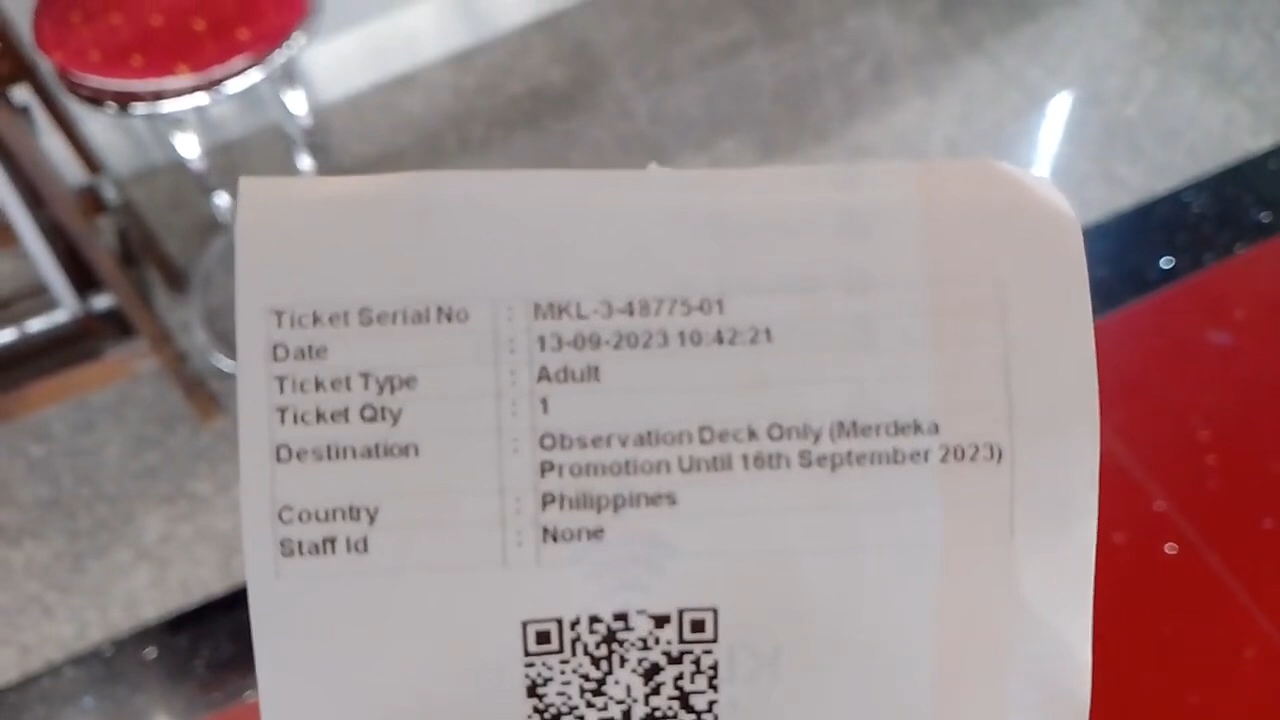 Ticket Serial No : MKL-3-48775-01
Date : 13-09-2023 10:42:21
Ticket Type : Adult
Ticket Qty : 1
Destination : Observation Deck Only (Merdeka
Promotion Until 16th September 2023)
Country : Philippines
Staff Id : None